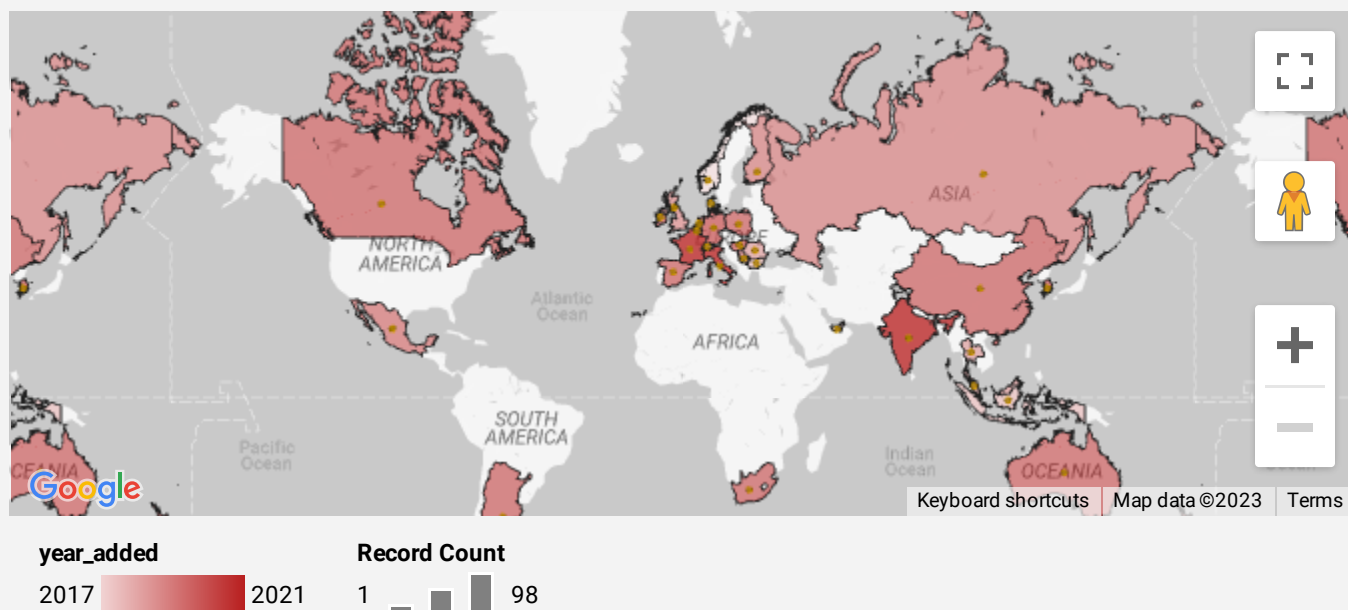 ASIA
NORTH
AMERICA
Atlantic
Ocean
AFRICA
SOUTH
AMERICA
Pacific
Ocean
Indian
Ocean
OCEANIA
CEANIA
Google
Keyboard shortcuts
Map data ©2023
Terms
year_added
Record Count
2017
2021
1
98